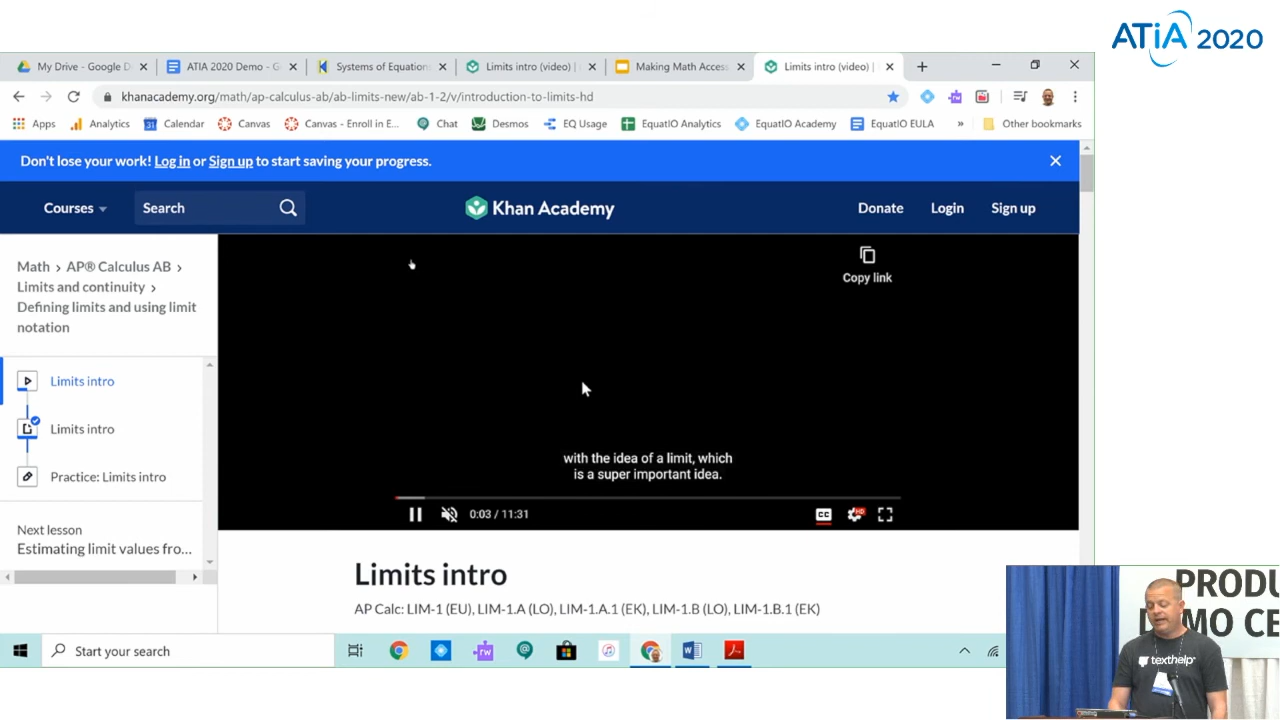 ATiA 2020
My Drive - Google D
ATIA 2020 Demo - G
Systems of Equation
Limits intro (video) |
Making Math Access
Limits intro (video) |
khanacademy.org/math/ap-calculus-ab/ab-limits-new/ab-1-2/v/introduction-to-limits-hd
Apps
Analytics
Calendar
Canvas
Canvas - Enroll in E...
Chat
Desmos
EQ Usage
EquatIO Analytics
EquatIO Academy
EquatIO EULA
»
Other bookmarks
Don't lose your work! Log in or Sign up to start saving your progress.
Courses
Search
Khan Academy
Donate
Login
Sign up
Math > AP® Calculus AB >
Limits and continuity >
Defining limits and using limit
notation
Limits intro
Limits intro
Practice: Limits intro
Next lesson
Estimating limit values fro...
Copy link
with the idea of a limit, which
is a super important idea.
0:03 / 11:31
CC
HD
Limits intro
AP Calc: LIM-1 (EU), LIM-1.A (LO), LIM-1.A.1 (EK), LIM-1.B (LO), LIM-1.B.1 (EK)
Start your search
rw
PRODU
DEMO CE
texthelp